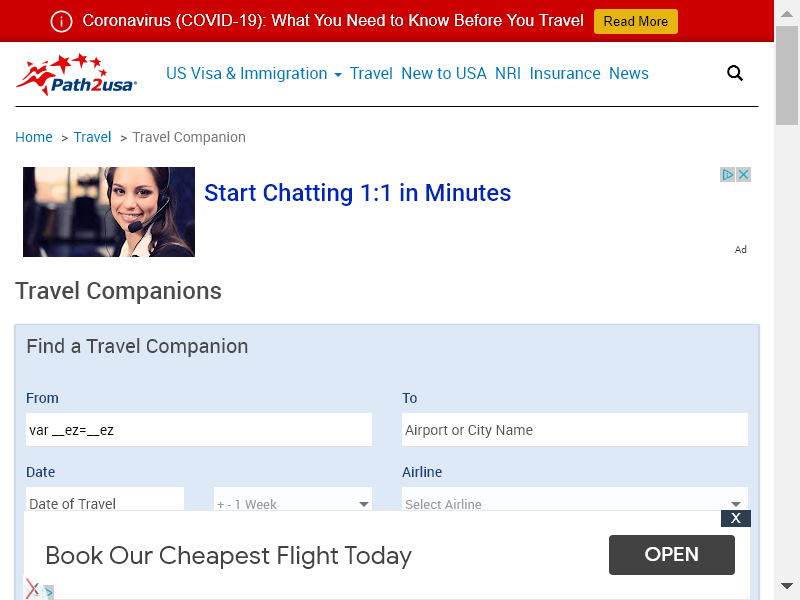 Coronavirus (COVID-19): What You Need to Know Before You Travel Read More
Path2usa
US Visa & Immigration Travel New to USA NRI Insurance News
Home > Travel > Travel Companion
Start Chatting 1:1 in Minutes
Ad
Travel Companions
Find a Travel Companion
From To
var __ez=__ez Airport or City Name
Date Airline
Date of Travel + - 1 Week Select Airline
X
Book Our Cheapest Flight Today OPEN